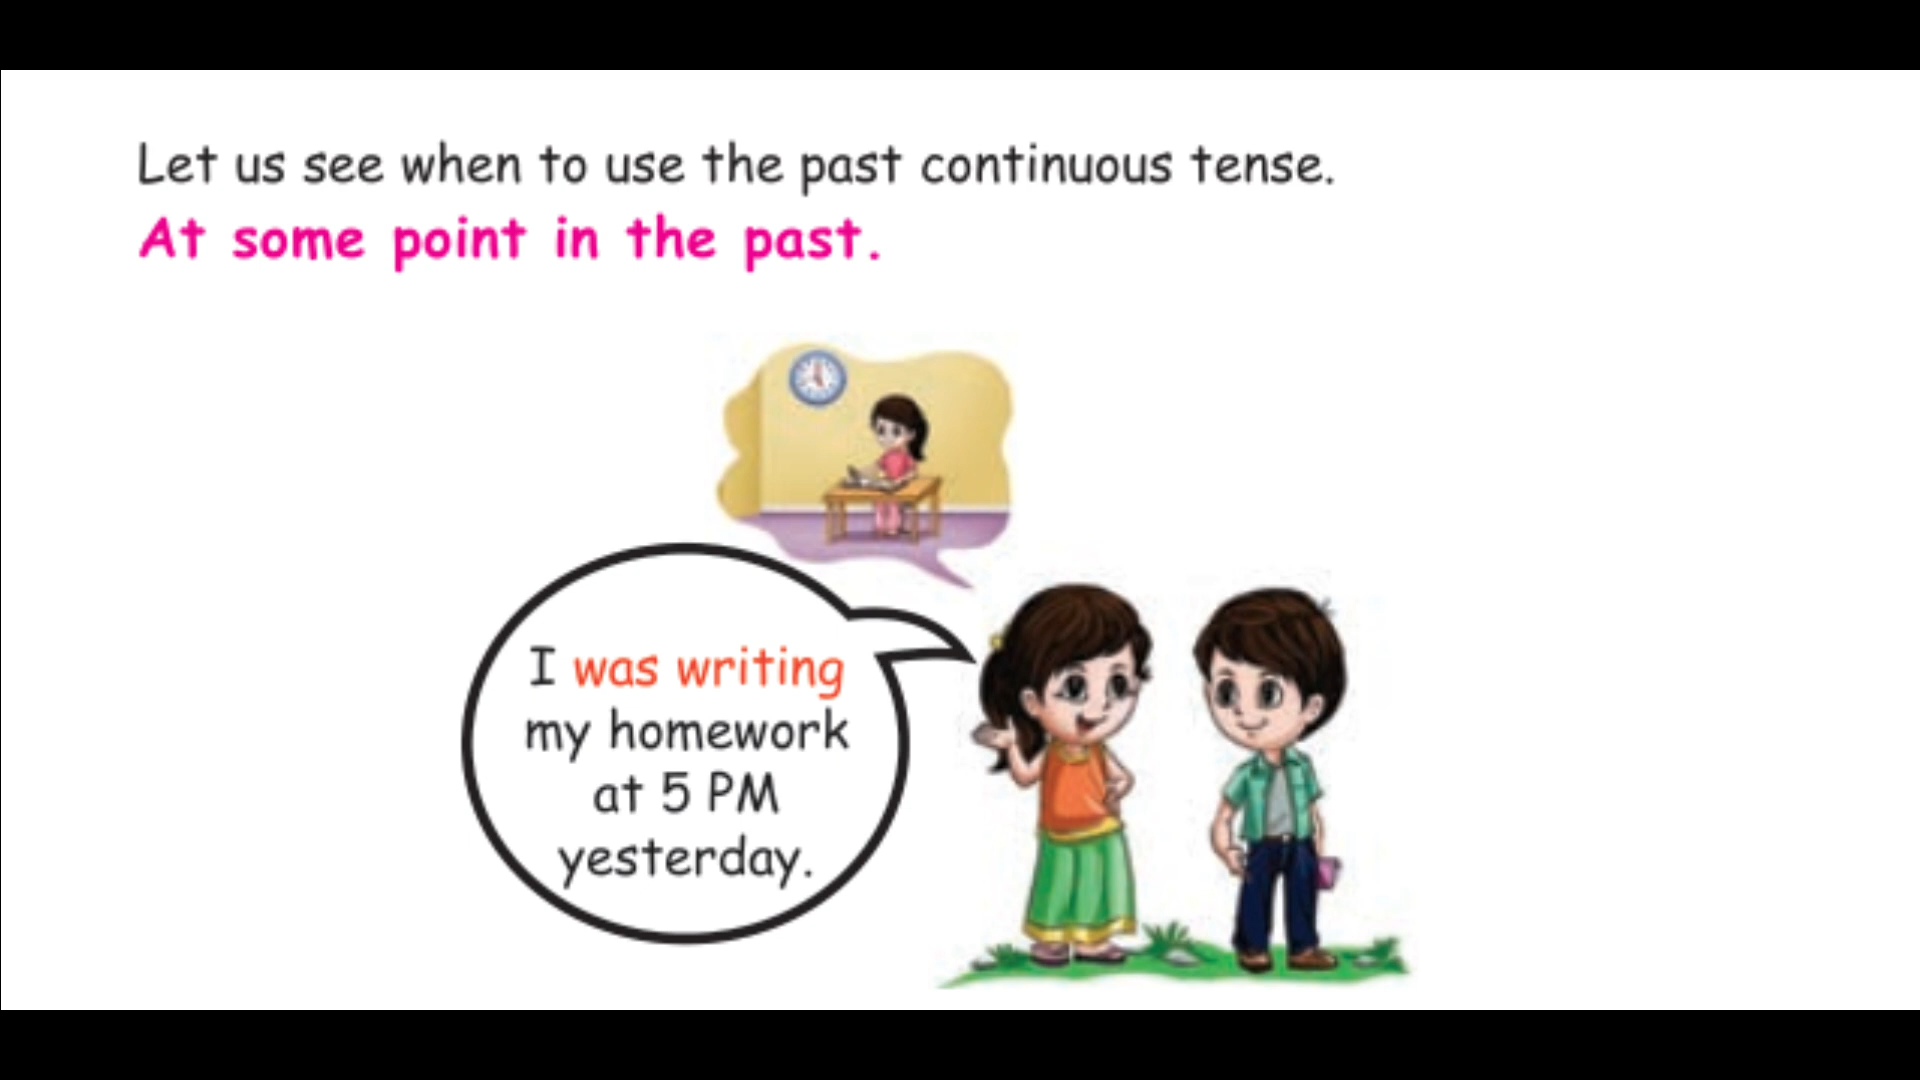 Let us see when to use the past continuous tense.
At some point in the past.
I was writing
my homework
at 5 PM
yesterday.